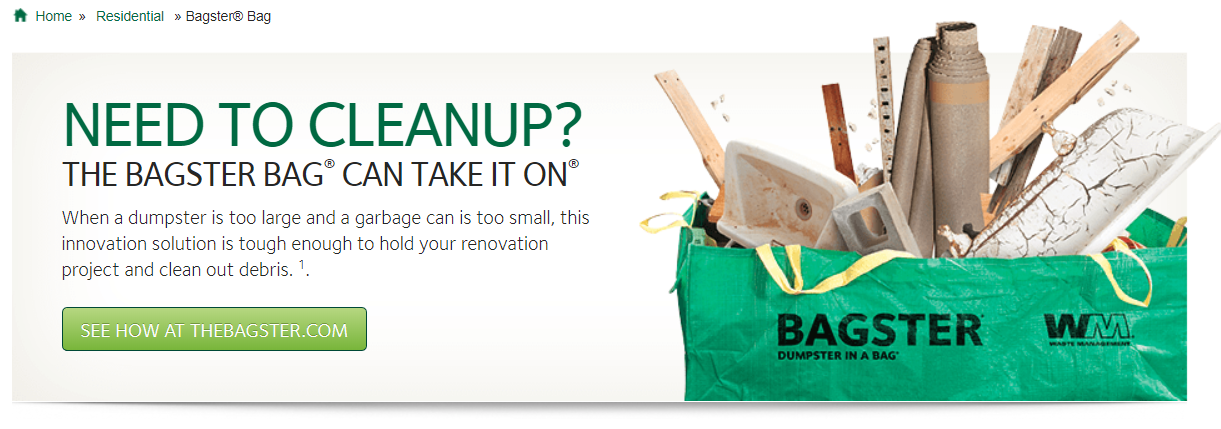 Home » Residential » Bagster® Bag
NEED TO CLEANUP?
THE BAGSTER BAG® CAN TAKE IT ON®
When a dumpster is too large and a garbage can is too small, this
innovation solution is tough enough to hold your renovation
project and clean out debris. ¹.
SEE HOW AT THEBAGSTER.COM
BAGSTER®
DUMPSTER IN A BAG®
WM
WASTE MANAGEMENT